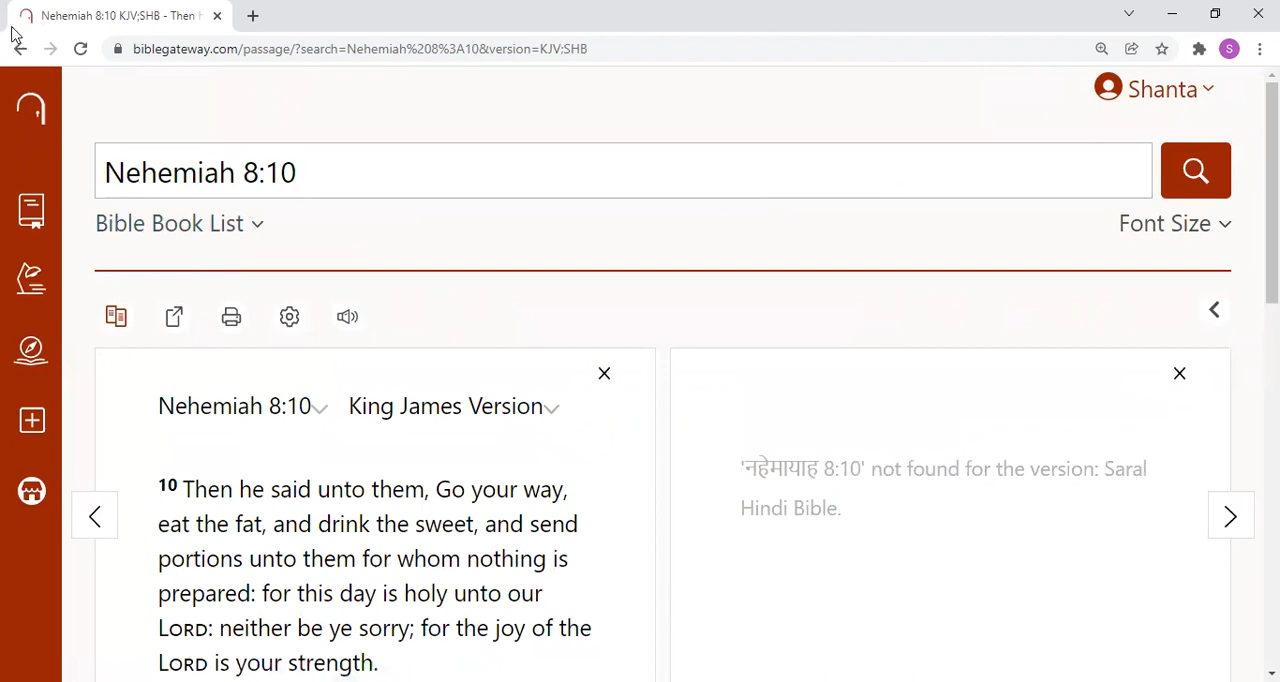 Nehemiah 8:10 KJV;SHB - Then
biblegateway.com/passage/?search=Nehemiah%208%3A10&version=KJV;SHB
S
Shanta
Nehemiah 8:10
Bible Book List
Font Size
Nehemiah 8:10 King James Version
10 Then he said unto them, Go your way,
eat the fat, and drink the sweet, and send
portions unto them for whom nothing is
prepared: for this day is holy unto our
LORD: neither be ye sorry; for the joy of the
LORD is your strength.
'नहेमायाह 8:10' not found for the version: Saral
Hindi Bible.